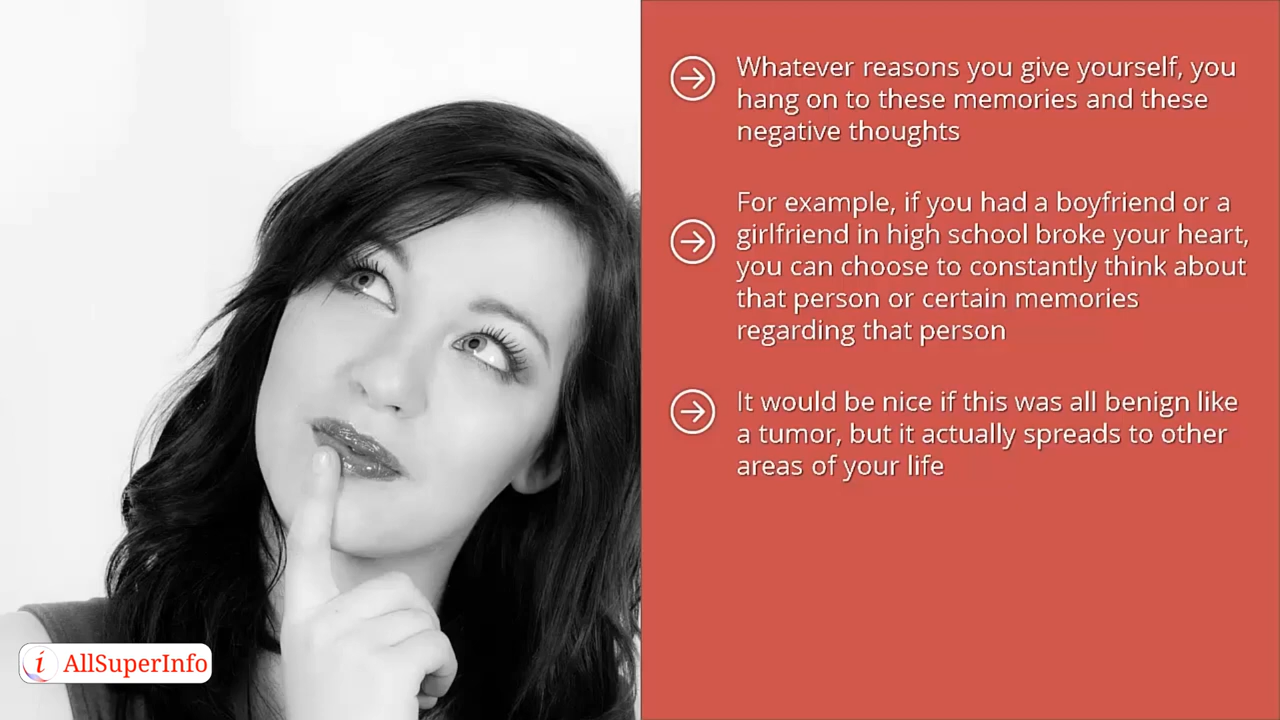 Whatever reasons you give yourself, you
hang on to these memories and these
negative thoughts
For example, if you had a boyfriend or a
girlfriend in high school broke your heart,
you can choose to constantly think about
that person or certain memories
regarding that person
It would be nice if this was all benign like
a tumor, but it actually spreads to other
areas of your life
i AllSuperInfo